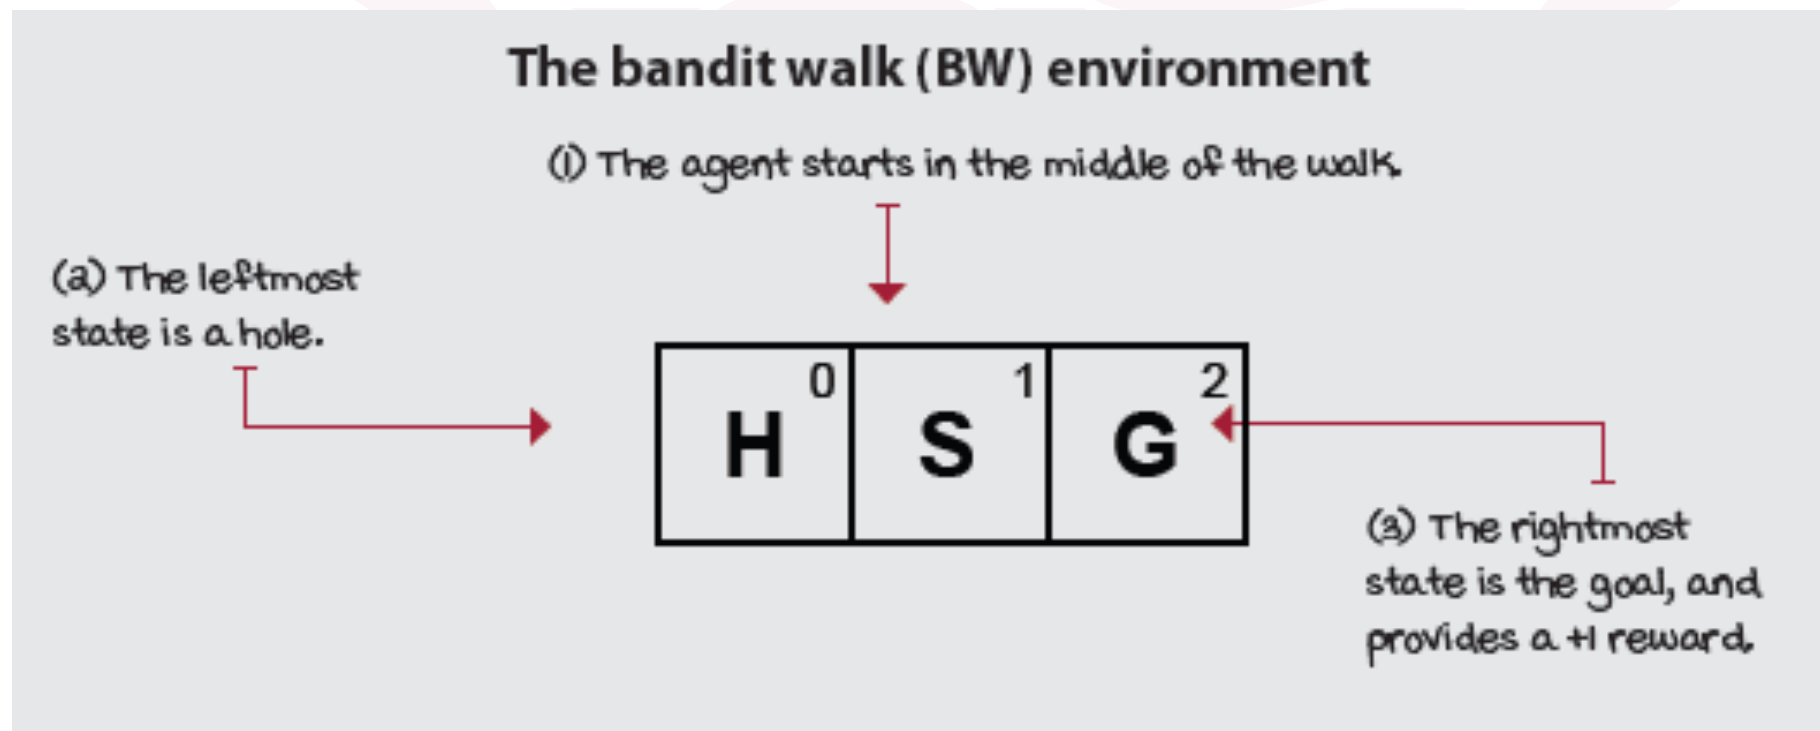 The bandit walk (BW) environment
(1) The agent starts in the middle of the walk.
(2) The leftmost
state is a hole.
0
1
2
H
S
G
(3) The rightmost
state is the goal, and
provides a +1 reward.